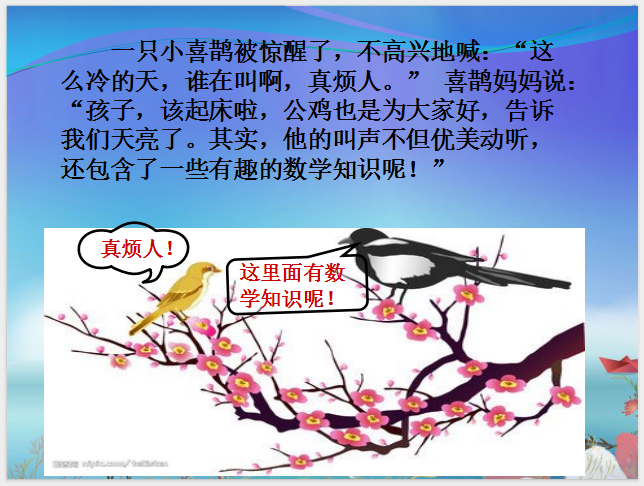 一只小喜鹊被惊醒了，不高兴地喊：“这
么冷的天，谁在叫啊，真烦人。” 喜鹊妈妈说：
“孩子，该起床啦，公鸡也是为大家好，告诉
我们天亮了。其实，他的叫声不但优美动听，
还包含了一些有趣的数学知识呢！”
真烦人！
这里面有数
学知识呢！
nipic.com/tellisten